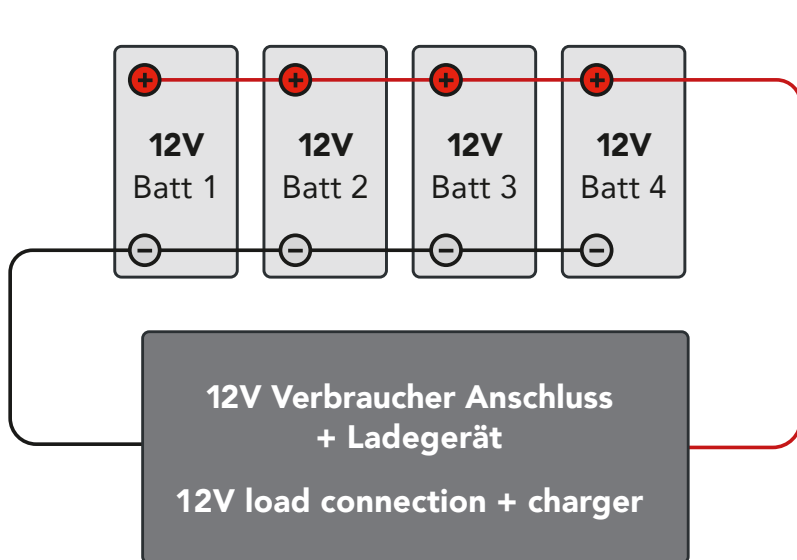 + + + +
12V 12V 12V 12V
Batt 1 Batt 2 Batt 3 Batt 4
− − − −
12V Verbraucher Anschluss
+ Ladegerät
12V load connection + charger